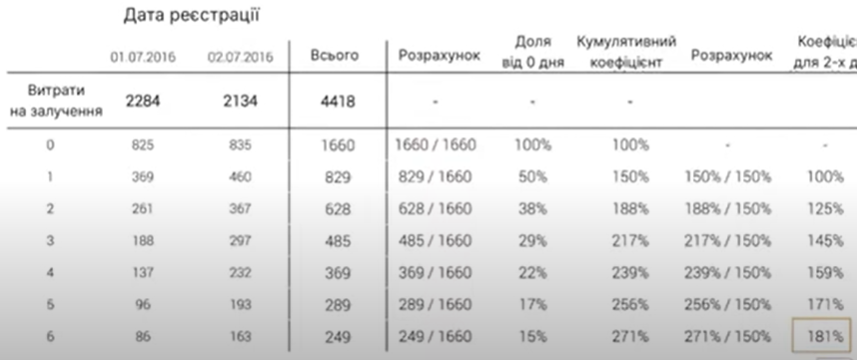 Дата реєстрації
01.07.2016 02.07.2016 Всього Розрахунок Доля від 0 дня Кумулятивний коефіцієнт Розрахунок для 2-х
Витрати на залучення 2284 2134 4418 - - -
0 825 835 1660 1660 / 1660 100% 100% - -
1 369 460 829 829 / 1660 50% 150% 150% / 150% 100%
2 261 367 628 628 / 1660 38% 188% 188% / 150% 125%
3 188 297 485 485 / 1660 29% 217% 217% / 150% 145%
4 137 232 369 369 / 1660 22% 239% 239% / 150% 159%
5 96 193 289 289 / 1660 17% 256% 256% / 150% 171%
6 86 163 249 249 / 1660 15% 271% 271% / 150% 181%